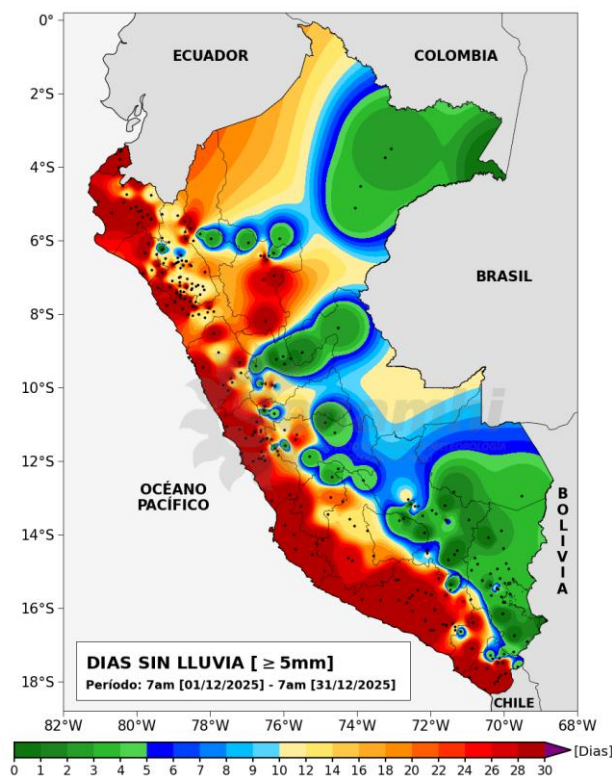 0°
2°S
4°S
6°S
8°S
10°S
12°S
14°S
16°S
18°S
ECUADOR
COLOMBIA
BRASIL
OCÉANO
PACÍFICO
BOLIVIA
CHILE
senamhi
DIAS SIN LLUVIA [ ≥ 5mm]
Período: 7am [01/12/2025] - 7am [31/12/2025]
82°W 80°W 78°W 76°W 74°W 72°W 70°W 68°W
0 1 2 3 4 5 6 7 8 9 10 12 14 16 18 20 22 24 26 28 30 [Dias]